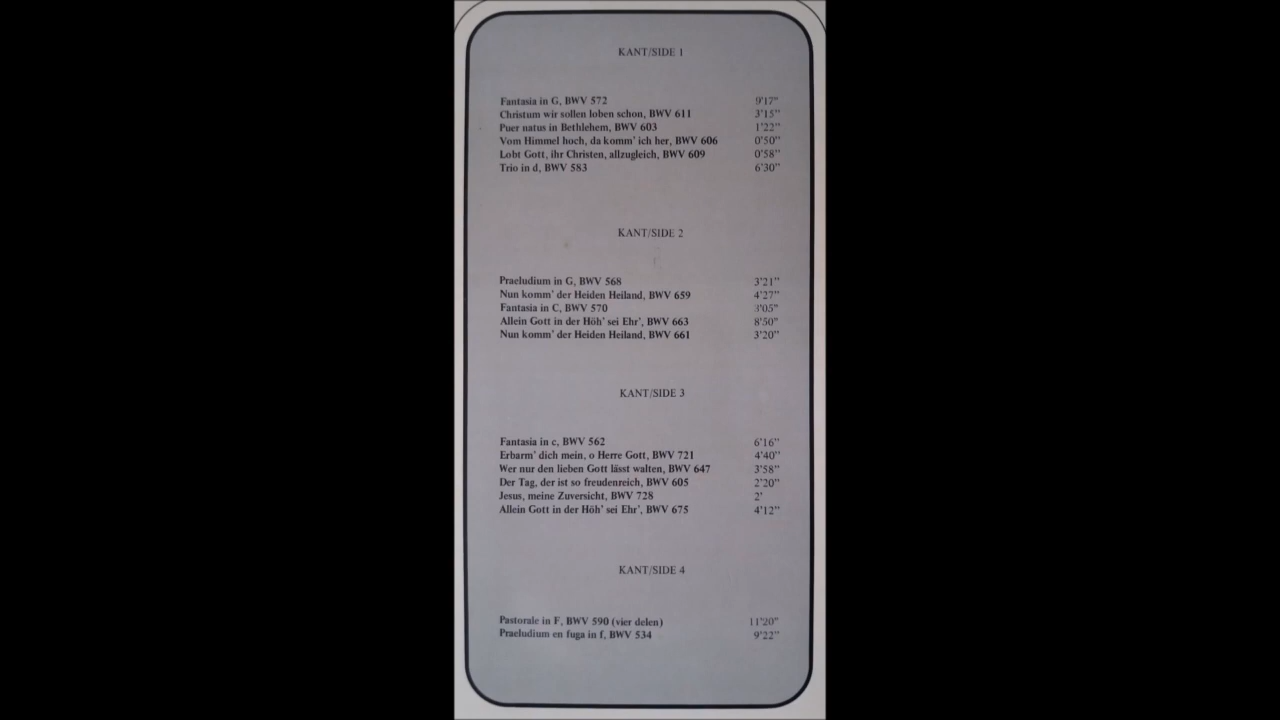 KANT/SIDE 1
Fantasia in G, BWV 572 9'17"
Christum wir sollen loben schon, BWV 611 3'15"
Puer natus in Bethlehem, BWV 603 1'22"
Vom Himmel hoch, da komm' ich her, BWV 606 0'50"
Lobt Gott, ihr Christen, allzugleich, BWV 609 0'58"
Trio in d, BWV 583 6'30"
KANT/SIDE 2
Praeludium in G, BWV 568 3'21"
Nun komm' der Heiden Heiland, BWV 659 4'27"
Fantasia in C, BWV 570 3'05"
Allein Gott in der Höh' sei Ehr', BWV 663 8'50"
Nun komm' der Heiden Heiland, BWV 661 3'20"
KANT/SIDE 3
Fantasia in c, BWV 562 6'16"
Erbarm' dich mein, o Herre Gott, BWV 721 4'40"
Wer nur den lieben Gott lässt walten, BWV 647 3'58"
Der Tag, der ist so freudenreich, BWV 605 2'20"
Jesus, meine Zuversicht, BWV 728 2'
Allein Gott in der Höh' sei Ehr', BWV 675 4'12"
KANT/SIDE 4
Pastorale in F, BWV 590 (vier delen) 11'20"
Praeludium en fuga in f, BWV 534 9'22"